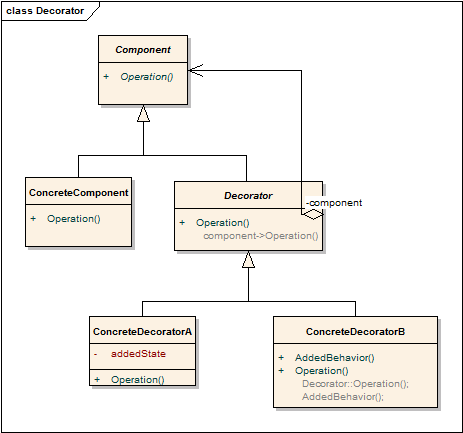 class Decorator
Component
+ Operation()
-component
ConcreteComponent
+ Operation()
Decorator
+ Operation()
component->Operation()
ConcreteDecoratorA
- addedState
+ Operation()
ConcreteDecoratorB
+ AddedBehavior()
+ Operation()
Decorator::Operation();
AddedBehavior();